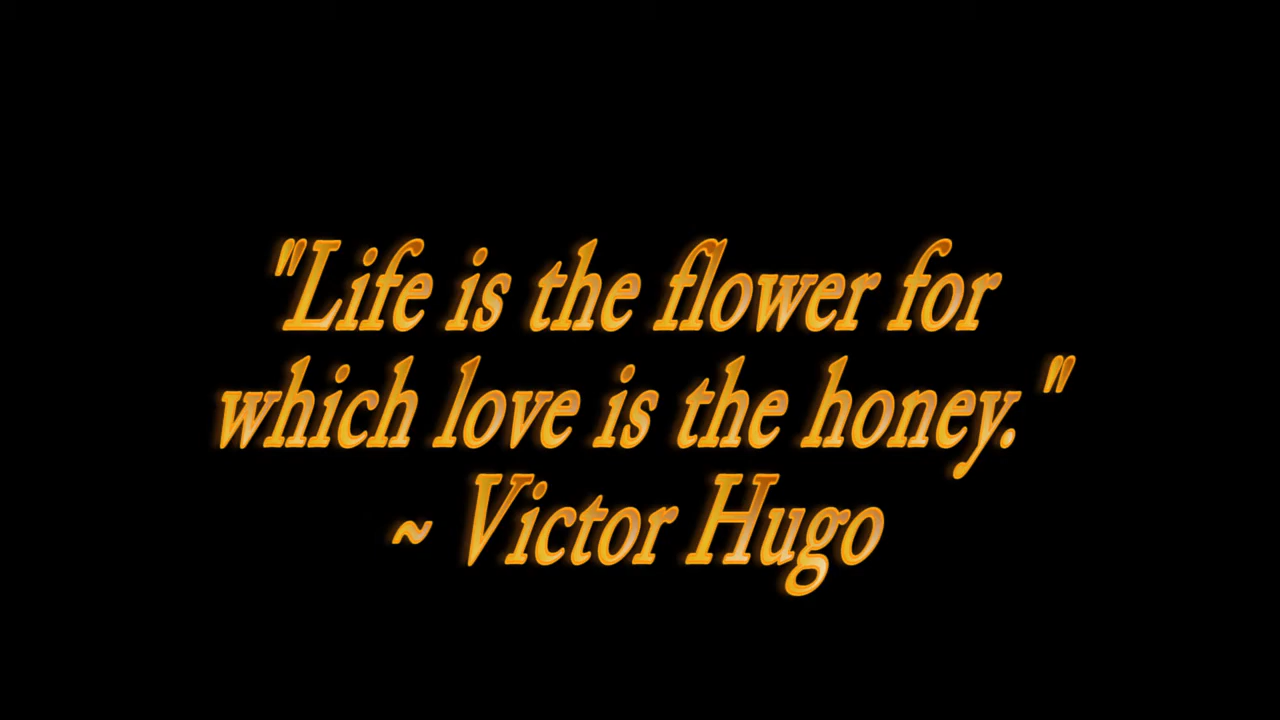 "Life is the flower for
which love is the honey."
~ Victor Hugo